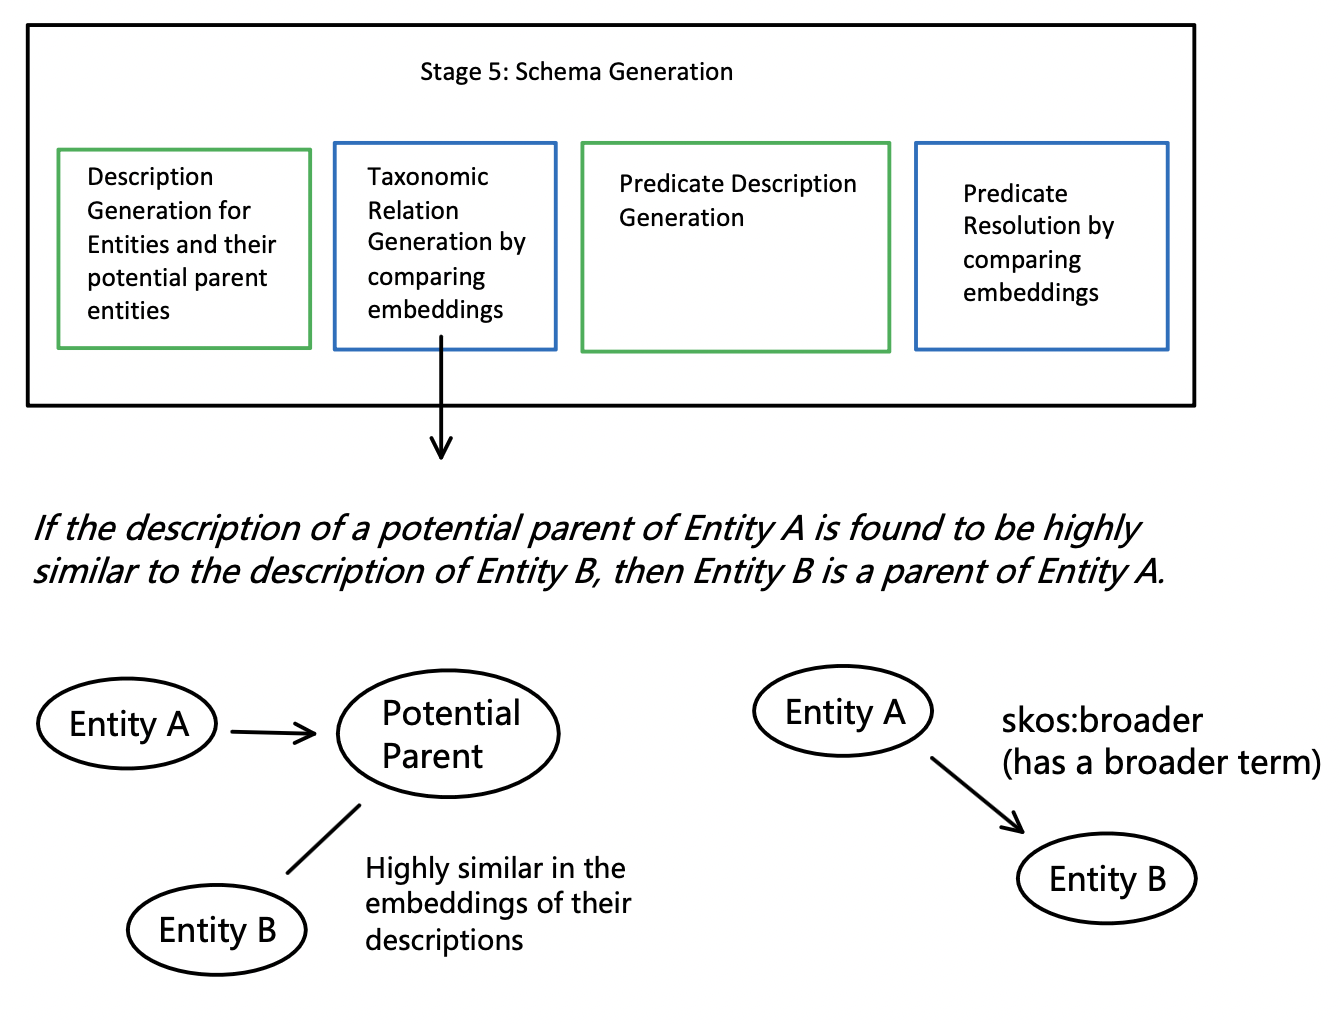 Stage 5: Schema Generation
Description
Generation for
Entities and their
potential parent
entities
Taxonomic
Relation
Generation by
comparing
embeddings
Predicate Description
Generation
Predicate
Resolution by
comparing
embeddings
If the description of a potential parent of Entity A is found to be highly
similar to the description of Entity B, then Entity B is a parent of Entity A.
Entity A
Potential
Parent
Entity B
Highly similar in the
embeddings of their
descriptions
Entity A
skos:broader
(has a broader term)
Entity B